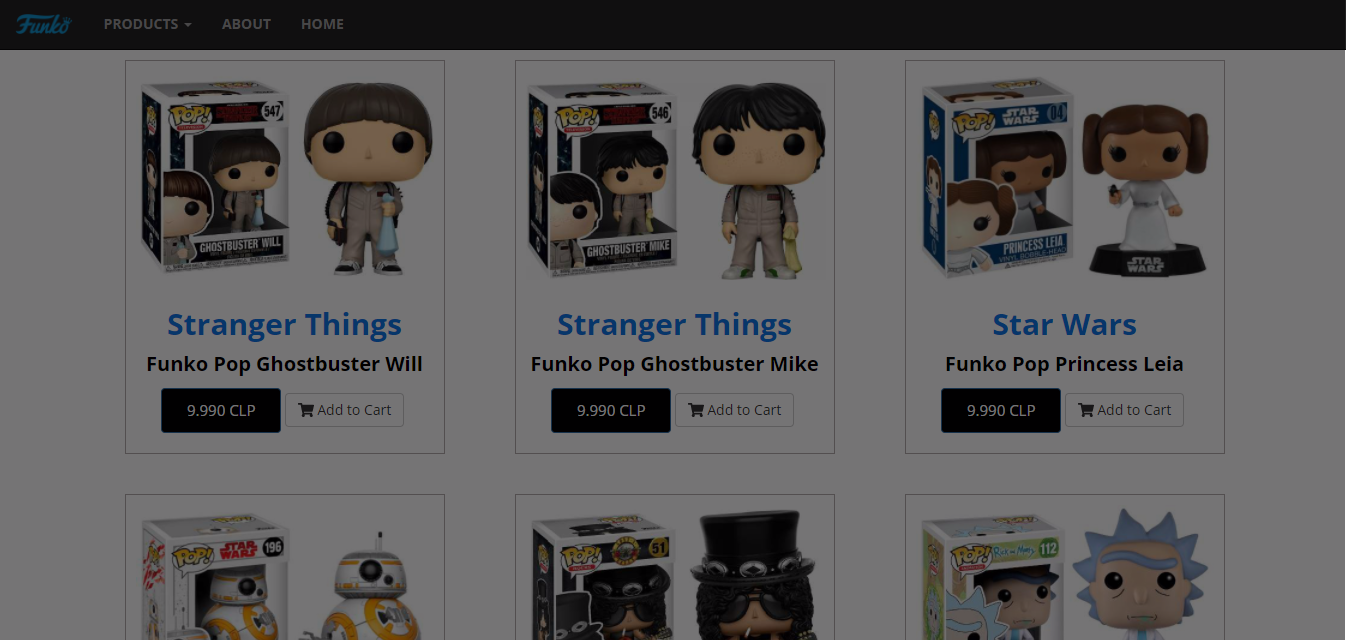 Funko PRODUCTS ABOUT HOME
POP! 547
GHOSTBUSTER WILL
POP! 546
GHOSTBUSTER MIKE
POP! STAR WARS 04
PRINCESS LEIA
VINYL BOBBLE-HEAD
STAR WARS
Stranger Things
Funko Pop Ghostbuster Will
9.990 CLP Add to Cart
Stranger Things
Funko Pop Ghostbuster Mike
9.990 CLP Add to Cart
Star Wars
Funko Pop Princess Leia
9.990 CLP Add to Cart
POP! STAR WARS 196
POP! 51
POP! Rick and Morty 112